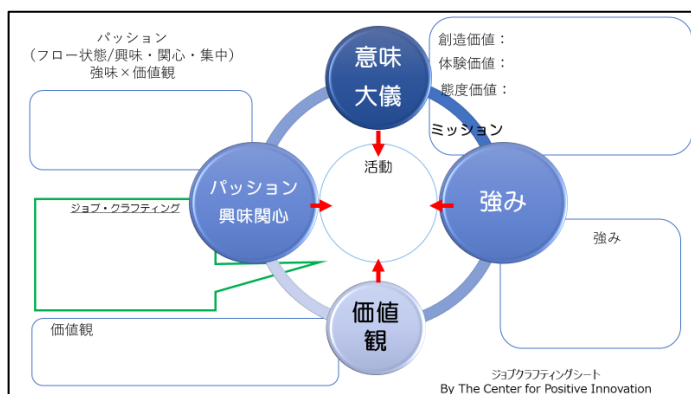 パッション
（フロー状態/興味・関心・集中）
強味×価値観
意味
大儀
創造価値：
体験価値：
態度価値：
ミッション
活動
パッション
興味関心
強み
ジョブ・クラフティング
強み
価値観
価値
観
ジョブクラフティングシート
By The Center for Positive Innovation